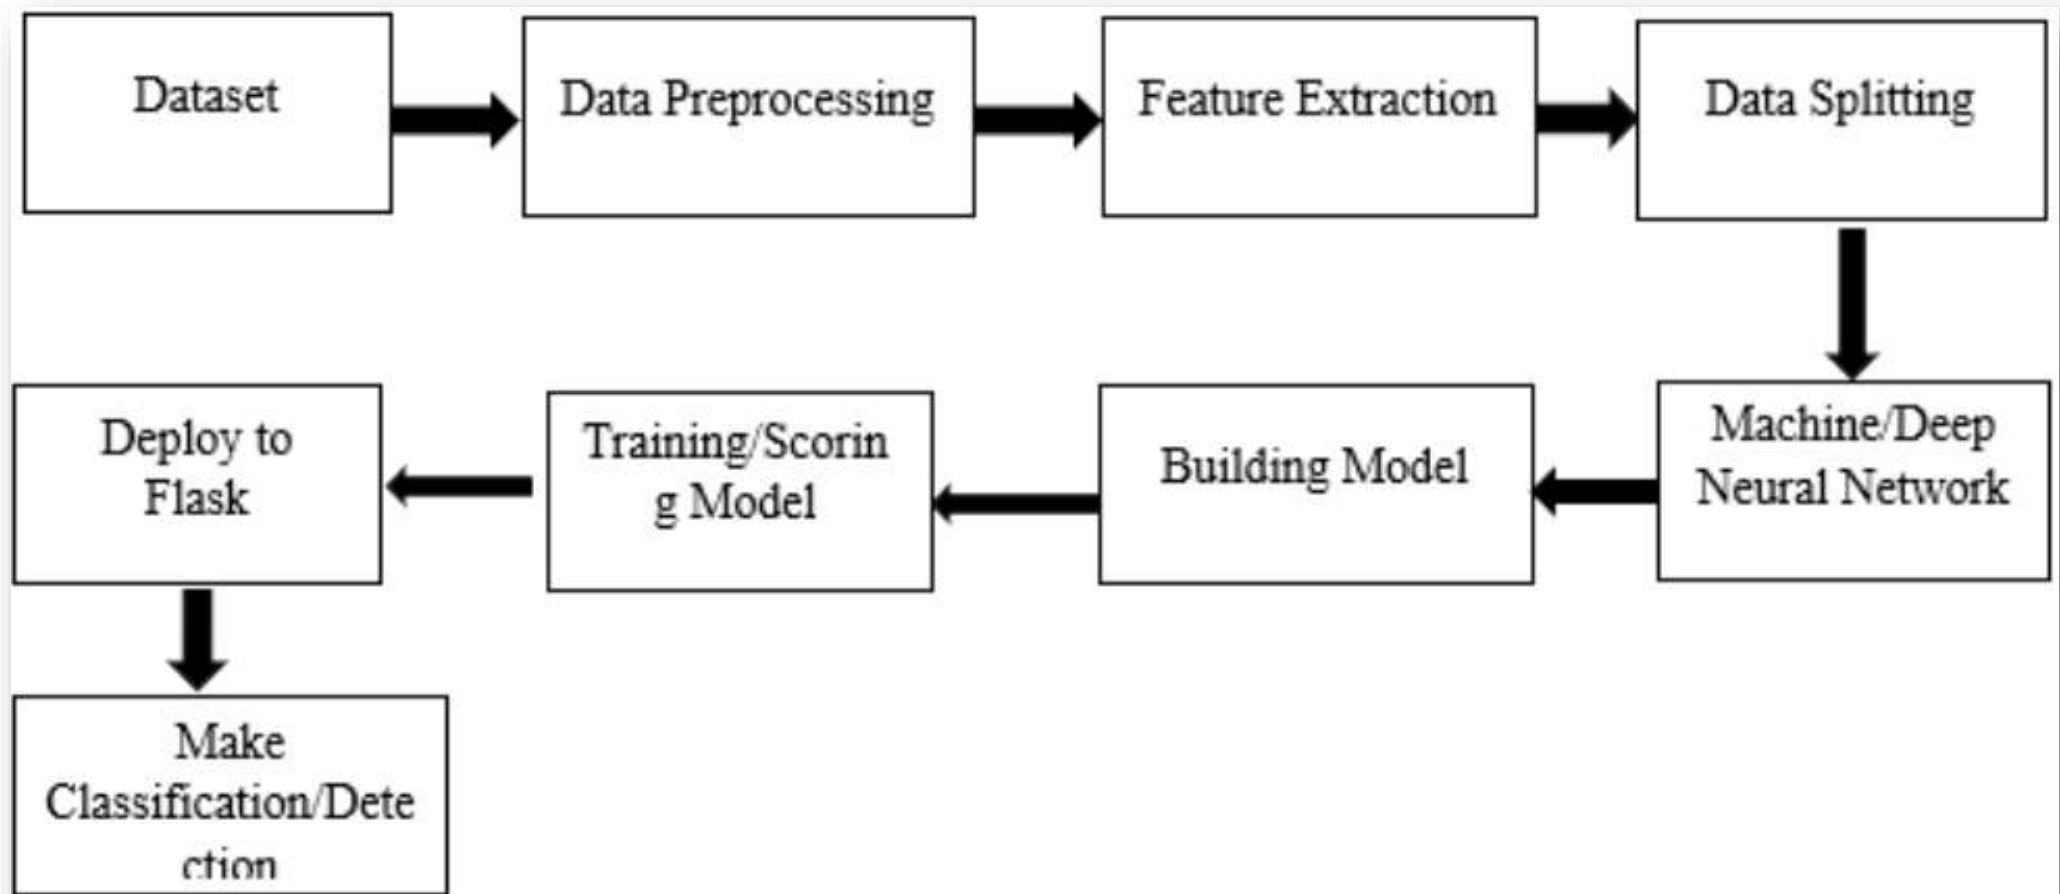 Dataset
Data Preprocessing
Feature Extraction
Data Splitting
Machine/Deep
Neural Network
Building Model
Training/Scorin
g Model
Deploy to
Flask
Make
Classification/Dete
ction